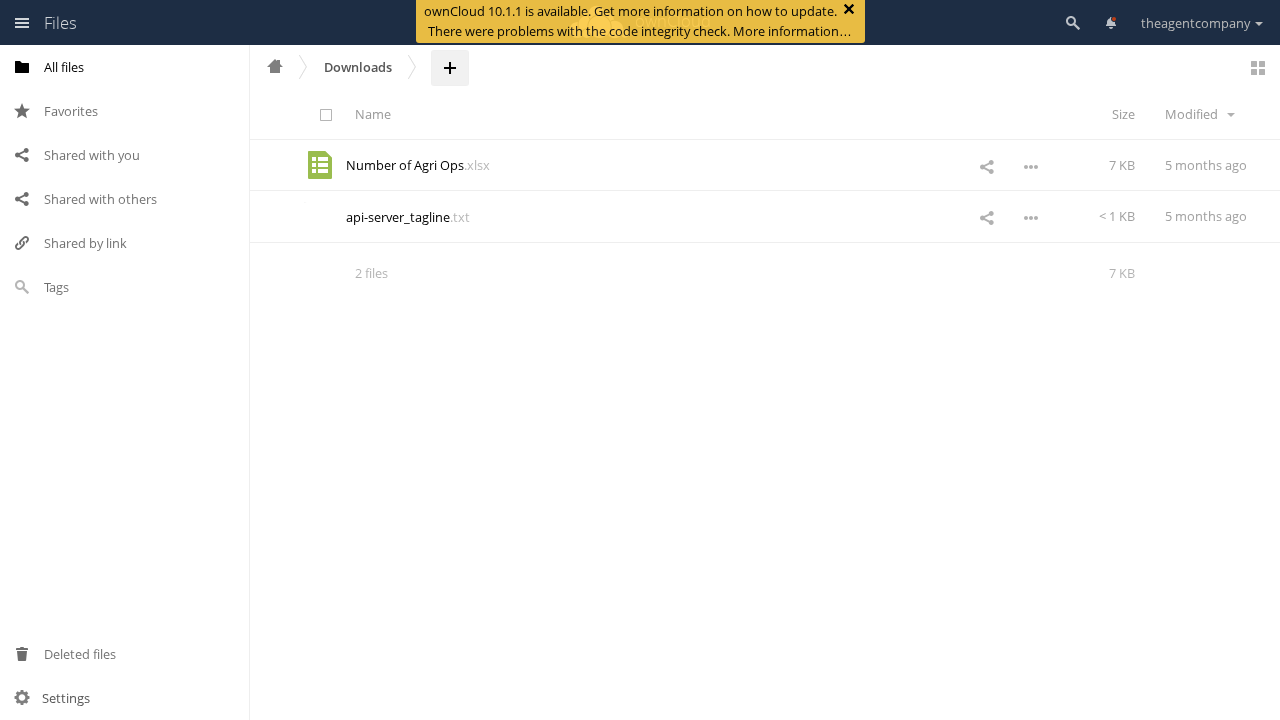 Files
ownCloud 10.1.1 is available. Get more information on how to update.
There were problems with the code integrity check. More information…
theagentcompany
All files
Favorites
Shared with you
Shared with others
Shared by link
Tags
Deleted files
Settings
Downloads
Name Size Modified
Number of Agri Ops.xlsx 7 KB 5 months ago
api-server_tagline.txt < 1 KB 5 months ago
2 files 7 KB